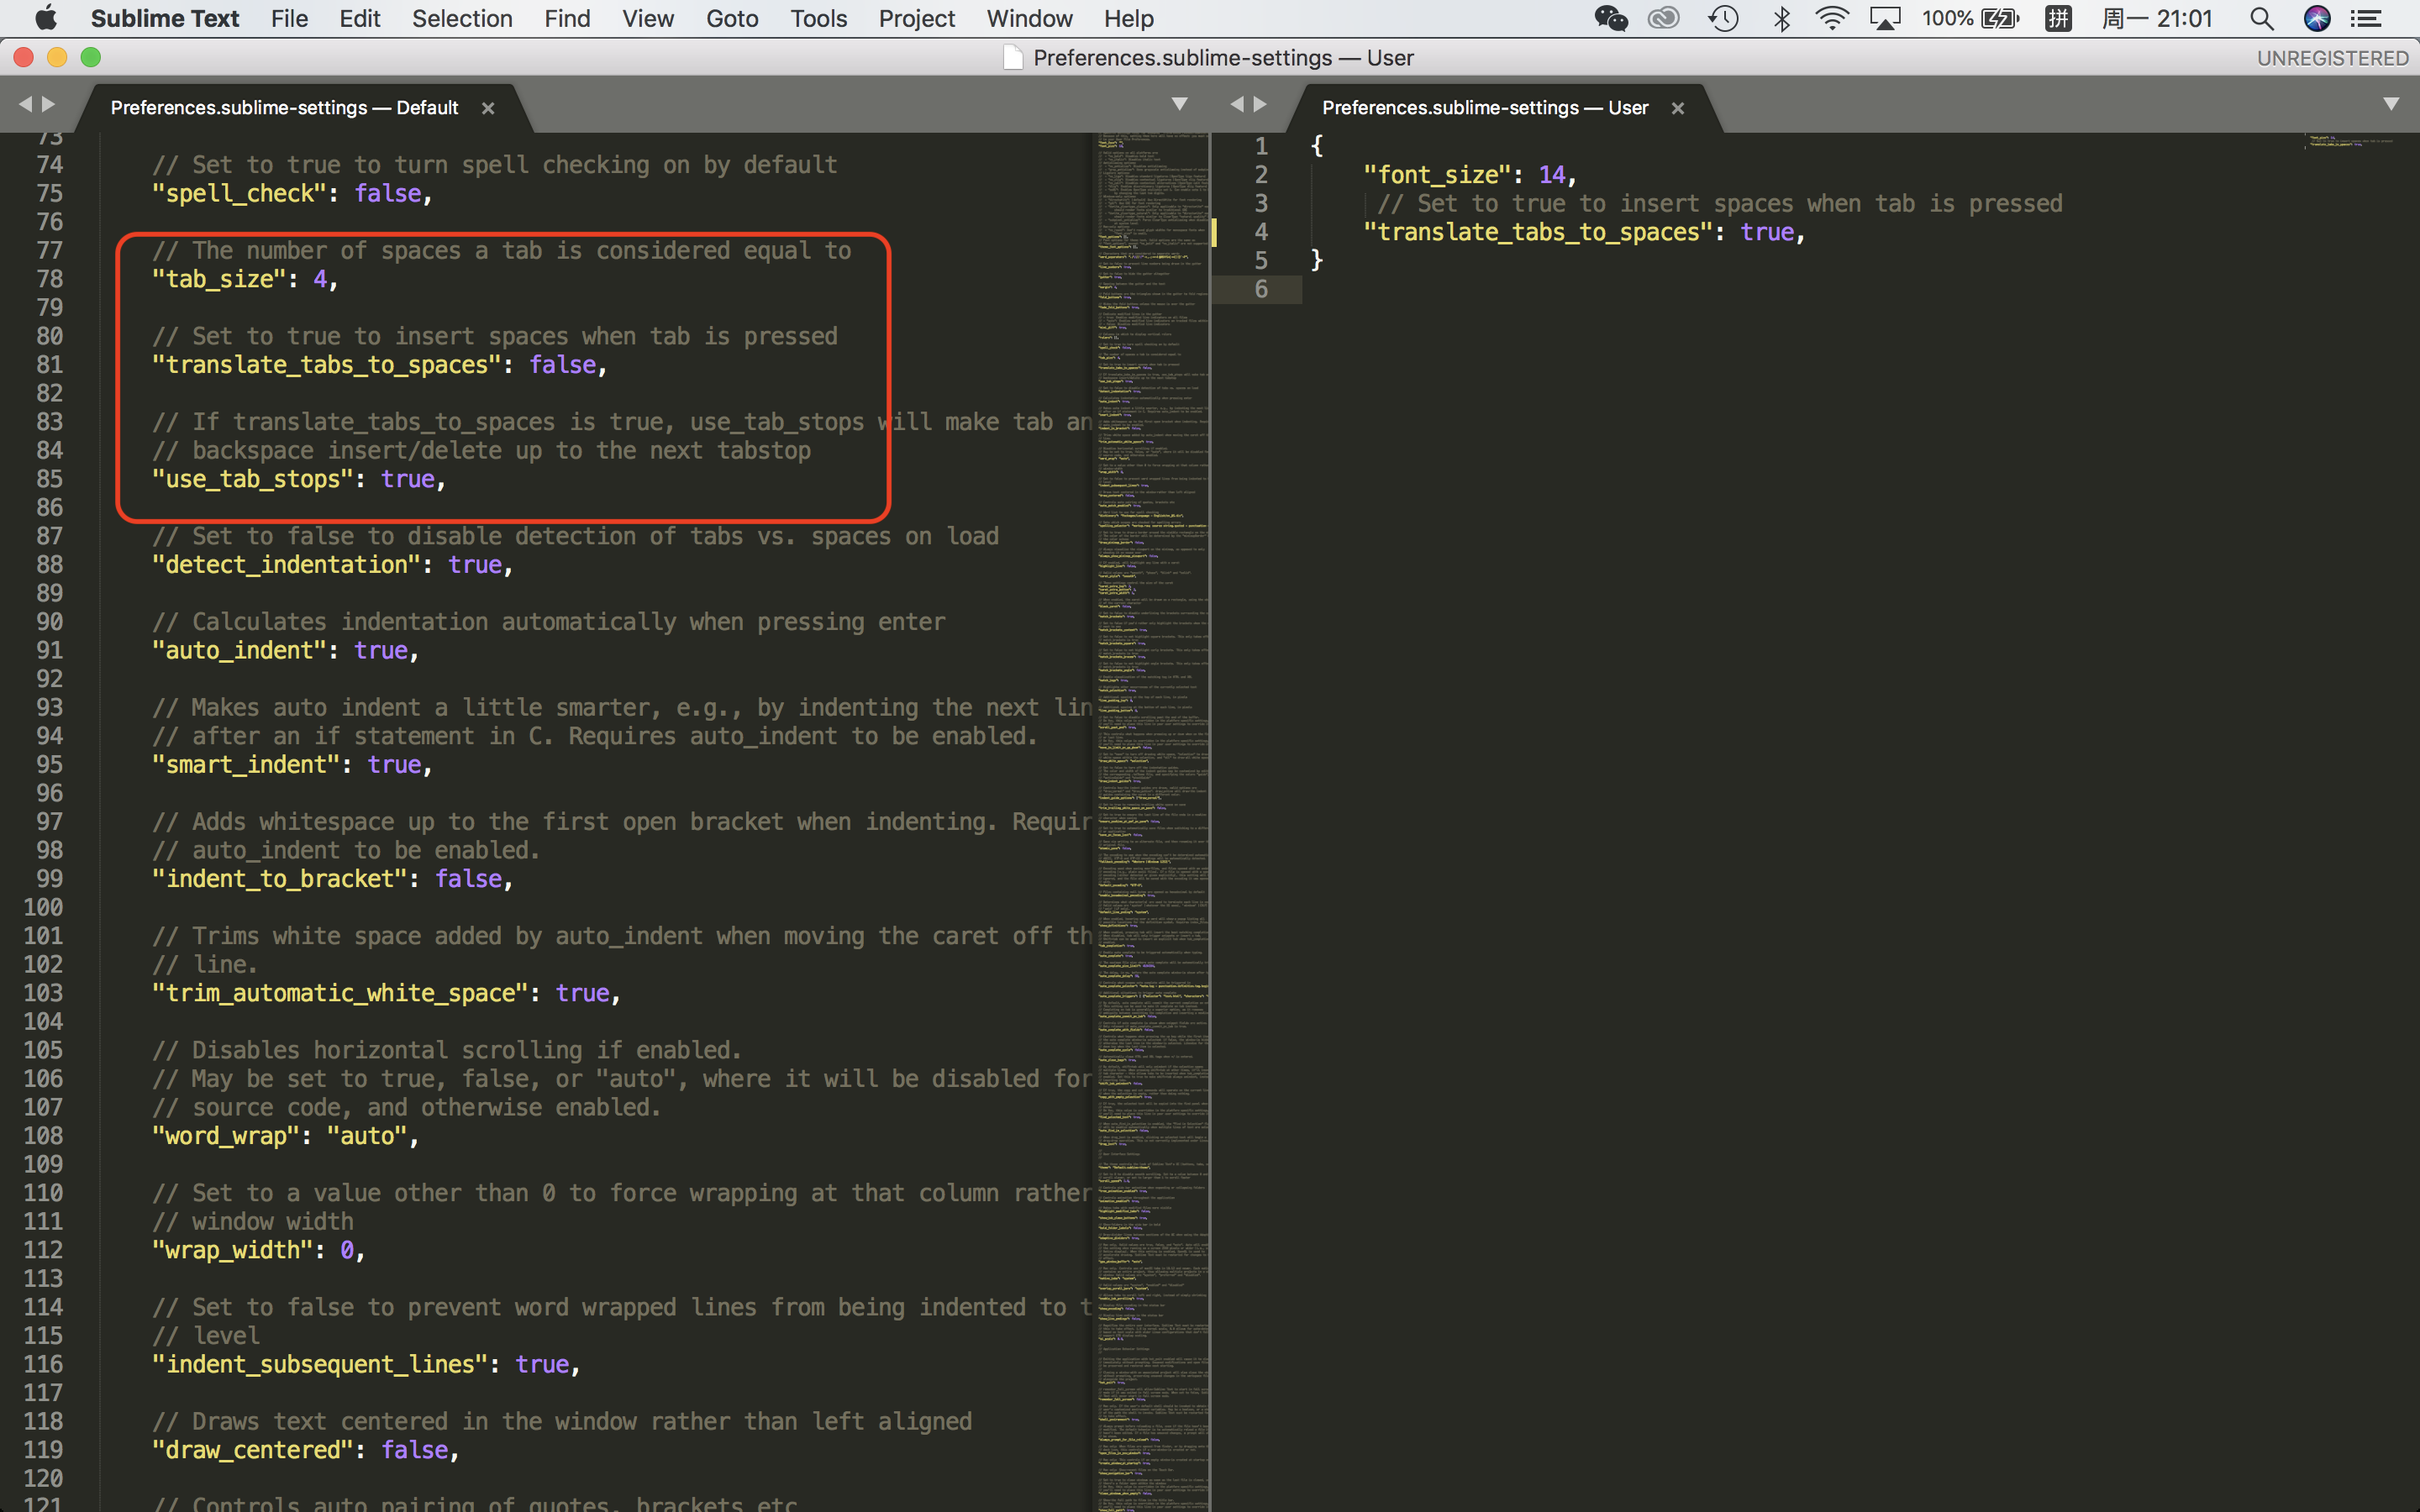 Sublime Text File Edit Selection Find View Goto Tools Project Window Help 100% 拼 周一 21:01
Preferences.sublime-settings — User UNREGISTERED
Preferences.sublime-settings — Default ×
73
74 // Set to true to turn spell checking on by default
75 "spell_check": false,
76
77 // The number of spaces a tab is considered equal to
78 "tab_size": 4,
79
80 // Set to true to insert spaces when tab is pressed
81 "translate_tabs_to_spaces": false,
82
83 // If translate_tabs_to_spaces is true, use_tab_stops will make tab an
84 // backspace insert/delete up to the next tabstop
85 "use_tab_stops": true,
86
87 // Set to false to disable detection of tabs vs. spaces on load
88 "detect_indentation": true,
89
90 // Calculates indentation automatically when pressing enter
91 "auto_indent": true,
92
93 // Makes auto indent a little smarter, e.g., by indenting the next lin
94 // after an if statement in C. Requires auto_indent to be enabled.
95 "smart_indent": true,
96
97 // Adds whitespace up to the first open bracket when indenting. Requir
98 // auto_indent to be enabled.
99 "indent_to_bracket": false,
100
101 // Trims white space added by auto_indent when moving the caret off th
102 // line.
103 "trim_automatic_white_space": true,
104
105 // Disables horizontal scrolling if enabled.
106 // May be set to true, false, or "auto", where it will be disabled for
107 // source code, and otherwise enabled.
108 "word_wrap": "auto",
109
110 // Set to a value other than 0 to force wrapping at that column rather
111 // window width
112 "wrap_width": 0,
113
114 // Set to false to prevent word wrapped lines from being indented to t
115 // level
116 "indent_subsequent_lines": true,
117
118 // Draws text centered in the window rather than left aligned
119 "draw_centered": false,
120
121 // Controls auto pairing of quotes, brackets etc
Preferences.sublime-settings — User ×
1 {
2 "font_size": 14,
3 // Set to true to insert spaces when tab is pressed
4 "translate_tabs_to_spaces": true,
5 }
6